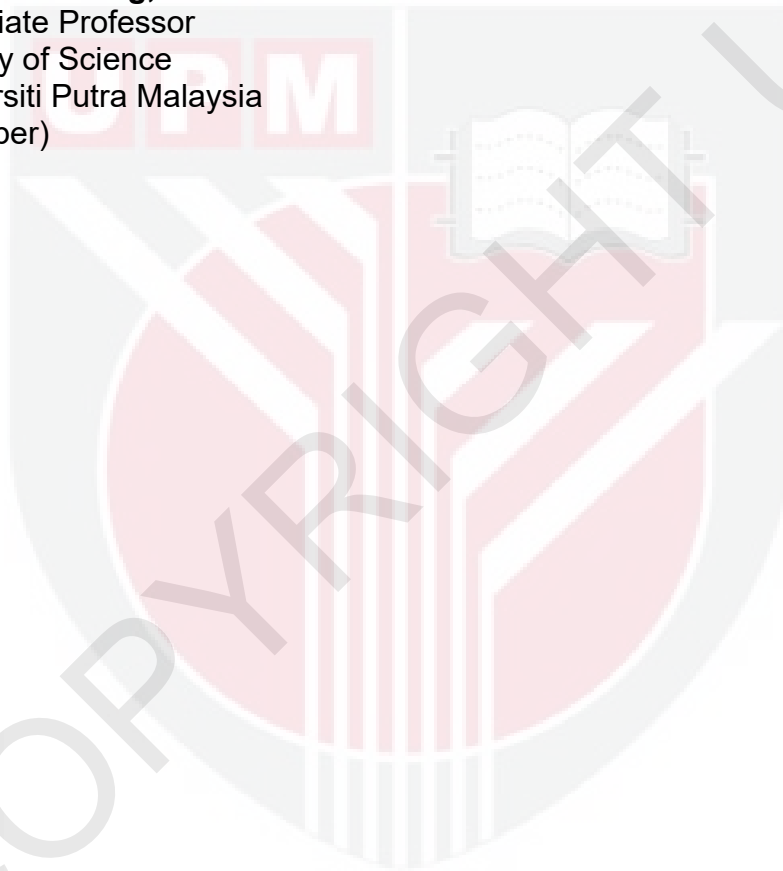 iate Professor
y of Science
rsiti Putra Malaysia
ber)
UPM
COPYRIGHT U